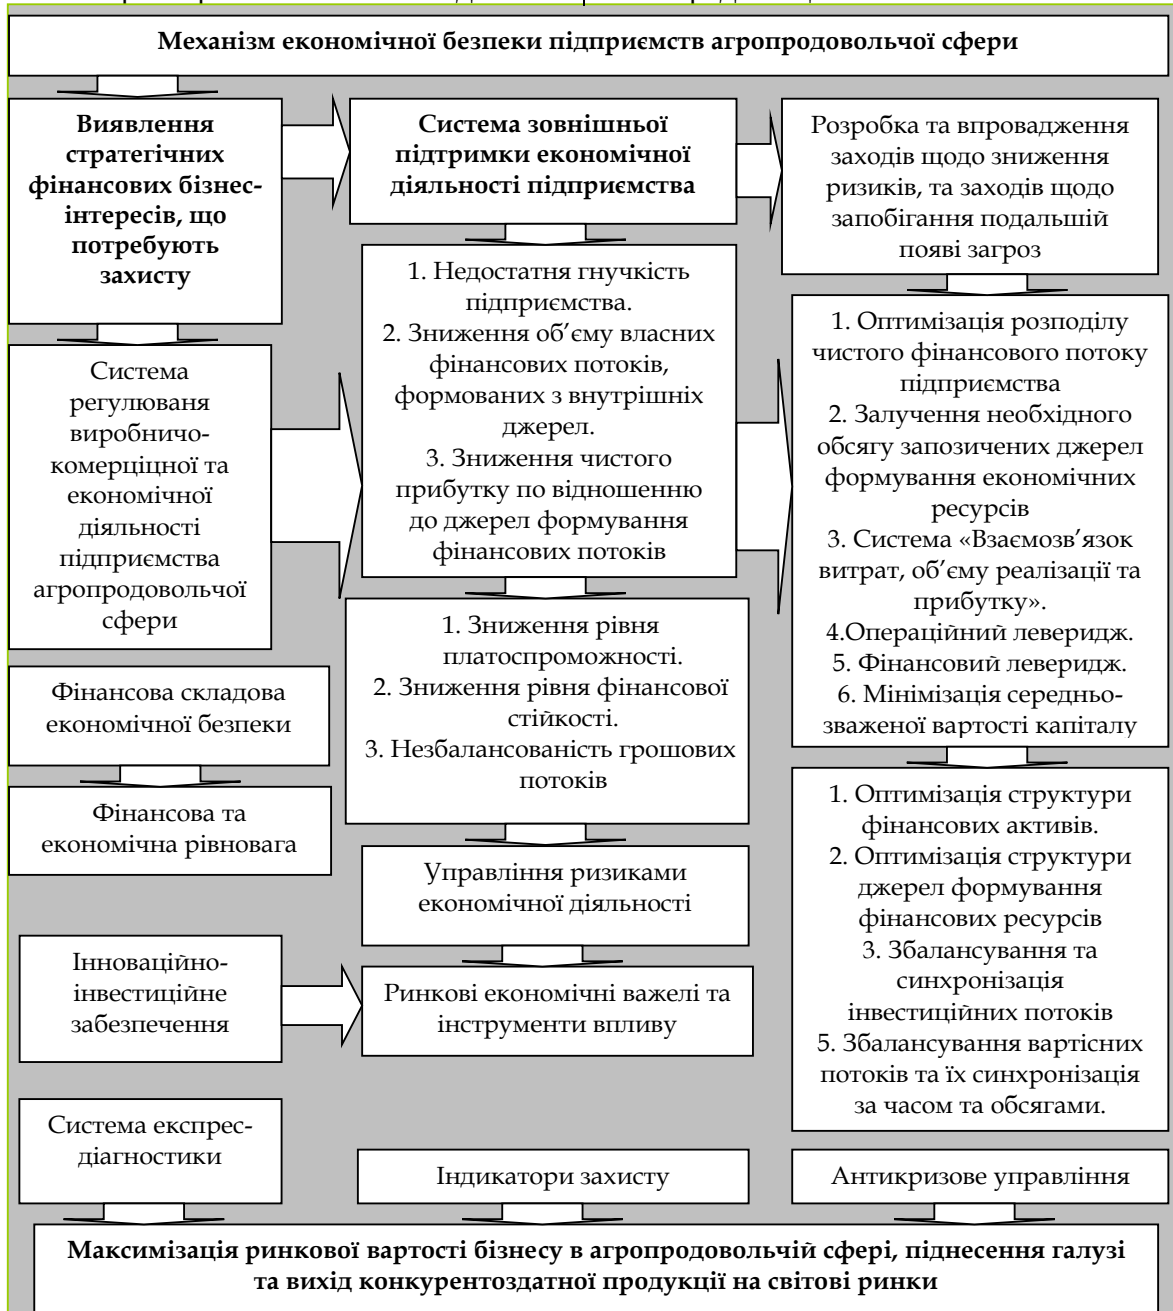 Механізм економічної безпеки підприємств агропродовольчої сфери
Виявлення
стратегічних
фінансових бізнес-
інтересів, що
потребують
захисту
Система зовнішньої
підтримки економічної
діяльності підприємства
Розробка та впровадження
заходів щодо зниження
ризиків, та заходів щодо
запобігання подальшій
появі загроз
1. Недостатня гнучкість
підприємства.
2. Зниження об’єму власних
фінансових потоків,
формованих з внутрішніх
джерел.
3. Зниження чистого
прибутку по відношенню
до джерел формування
фінансових потоків
1. Оптимізація розподілу
чистого фінансового потоку
підприємства
2. Залучення необхідного
обсягу запозичених джерел
формування економічних
ресурсів
3. Система «Взаємозв’язок
витрат, об’єму реалізації та
прибутку».
4.Операційний леверидж.
5. Фінансовий леверидж.
6. Мінімізація середньо-
зваженої вартості капіталу
Система
регулюваня
виробничо-
комерціцної та
економічної
діяльності
підприємства
агропродовольчої
сфери
1. Зниження рівня
платоспроможності.
2. Зниження рівня фінансової
стійкості.
3. Незбалансованість грошових
потоків
Фінансова складова
економічної безпеки
Фінансова та
економічна рівновага
1. Оптимізація структури
фінансових активів.
2. Оптимізація структури
джерел формування
фінансових ресурсів
3. Збалансування та
синхронізація
інвестиційних потоків
5. Збалансування вартісних
потоків та їх синхронізація
за часом та обсягами.
Управління ризиками
економічної діяльності
Інноваційно-
інвестиційне
забезпечення
Ринкові економічні важелі та
інструменти впливу
Система експрес-
діагностики
Індикатори захисту
Антикризове управління
Максимізація ринкової вартості бізнесу в агропродовольчій сфері, піднесення галузі
та вихід конкурентоздатної продукції на світові ринки